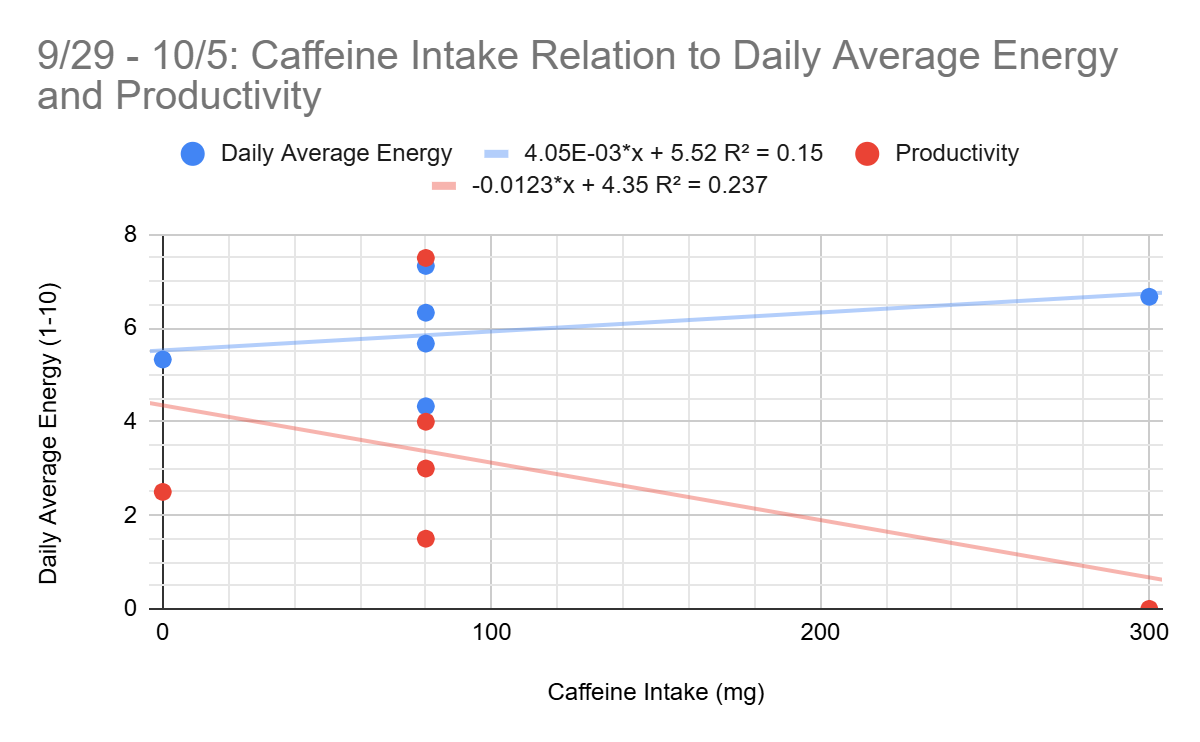 9/29 - 10/5: Caffeine Intake Relation to Daily Average Energy
and Productivity
Daily Average Energy
4.05E-03*x + 5.52 R² = 0.15
Productivity
-0.0123*x + 4.35 R² = 0.237
Daily Average Energy (1-10)
8
6
4
2
0
0
100
200
300
Caffeine Intake (mg)